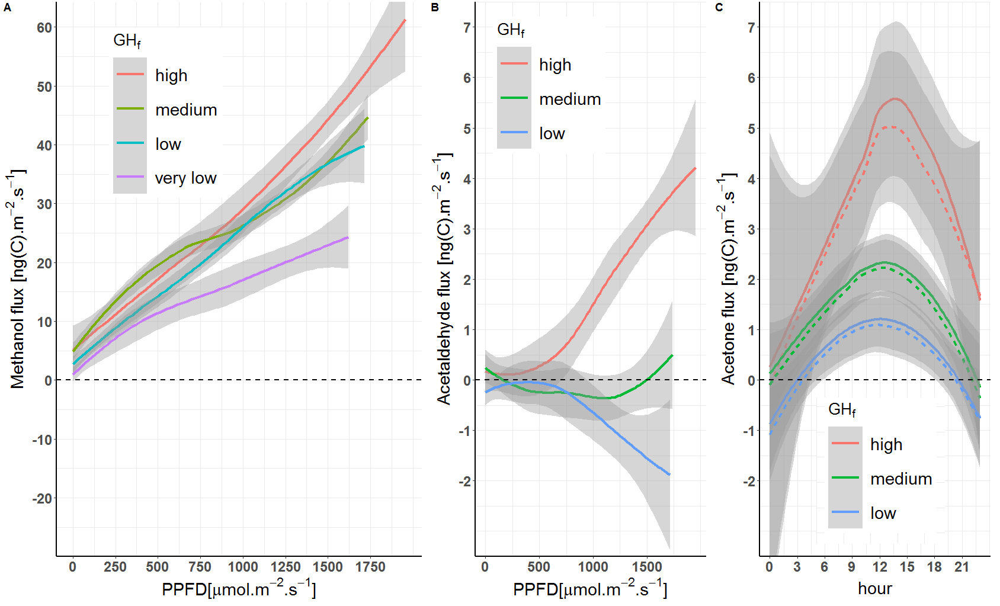 A
Methanol flux [ng(C).m⁻².s⁻¹]
60
50
40
30
20
10
0
-10
-20
GHf
high
medium
low
very low
0 250 500 750 1000 1250 1500 1750
PPFD[μmol.m⁻².s⁻¹]
B
Acetaldehyde flux [ng(C).m⁻².s⁻¹]
7
6
5
4
3
2
1
0
-1
-2
GHf
high
medium
low
0 500 1000 1500
PPFD[μmol.m⁻².s⁻¹]
C
Acetone flux [ng(C).m⁻².s⁻¹]
7
6
5
4
3
2
1
0
-1
-2
GHf
high
medium
low
0 3 6 9 12 15 18 21
hour